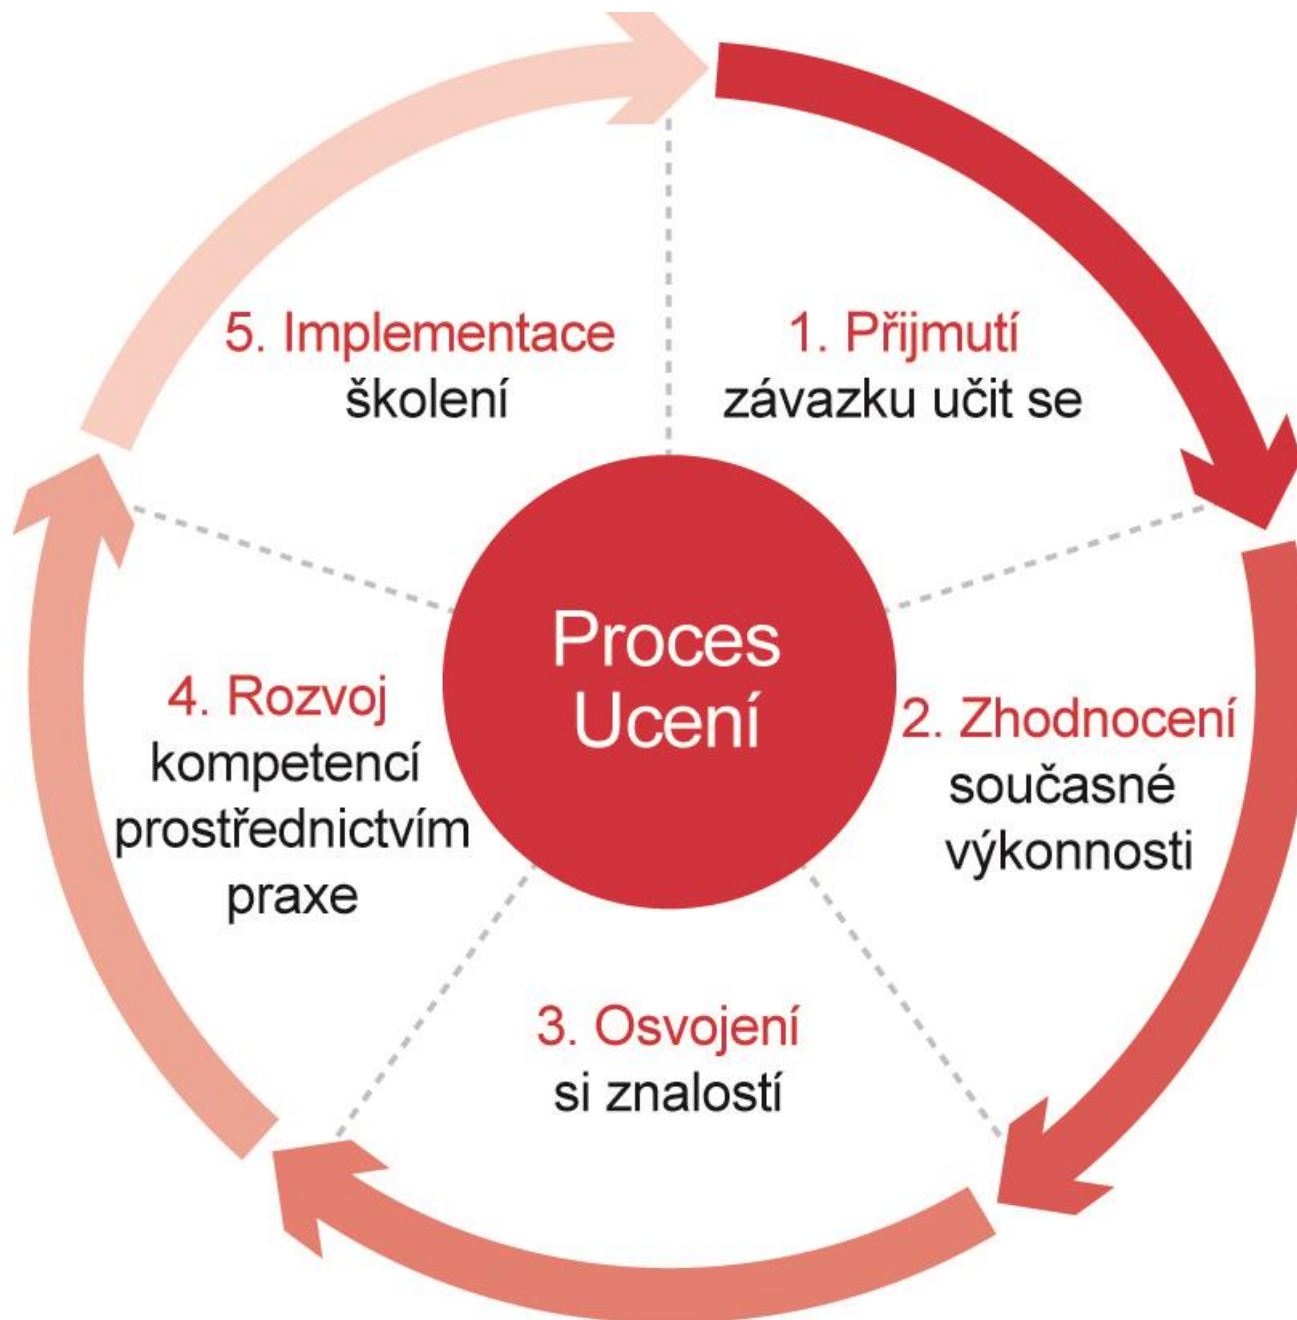 Proces
Ucení
1. Přijmutí
závazku učit se
2. Zhodnocení
současné
výkonnosti
3. Osvojení
si znalostí
4. Rozvoj
kompetencí
prostřednictvím
praxe
5. Implementace
školení